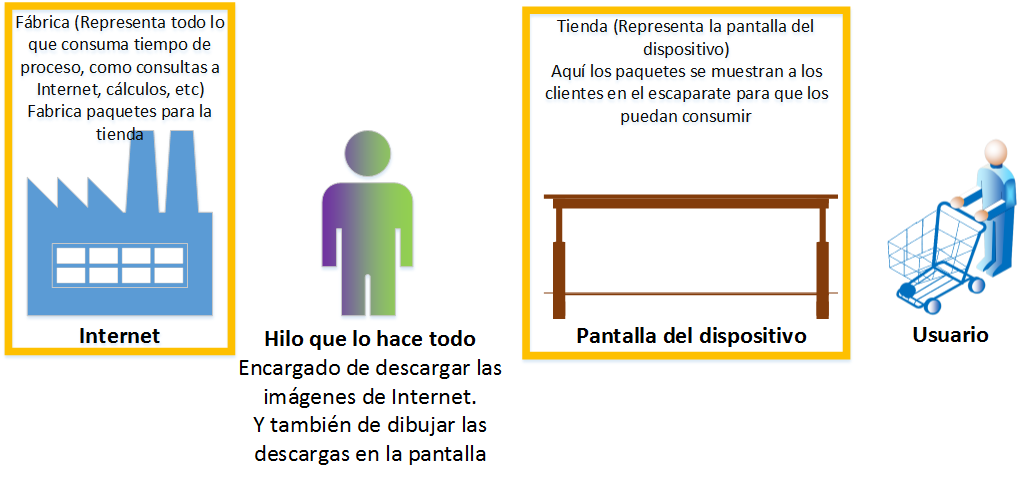 Fábrica (Representa todo lo
que consuma tiempo de
proceso, como consultas a
Internet, cálculos, etc)
Fabrica paquetes para la
tienda
Internet
Hilo que lo hace todo
Encargado de descargar las
imágenes de Internet.
Y también de dibujar las
descargas en la pantalla
Tienda (Representa la pantalla del
dispositivo)
Aquí los paquetes se muestran a los
clientes en el escaparate para que los
puedan consumir
Pantalla del dispositivo
Usuario